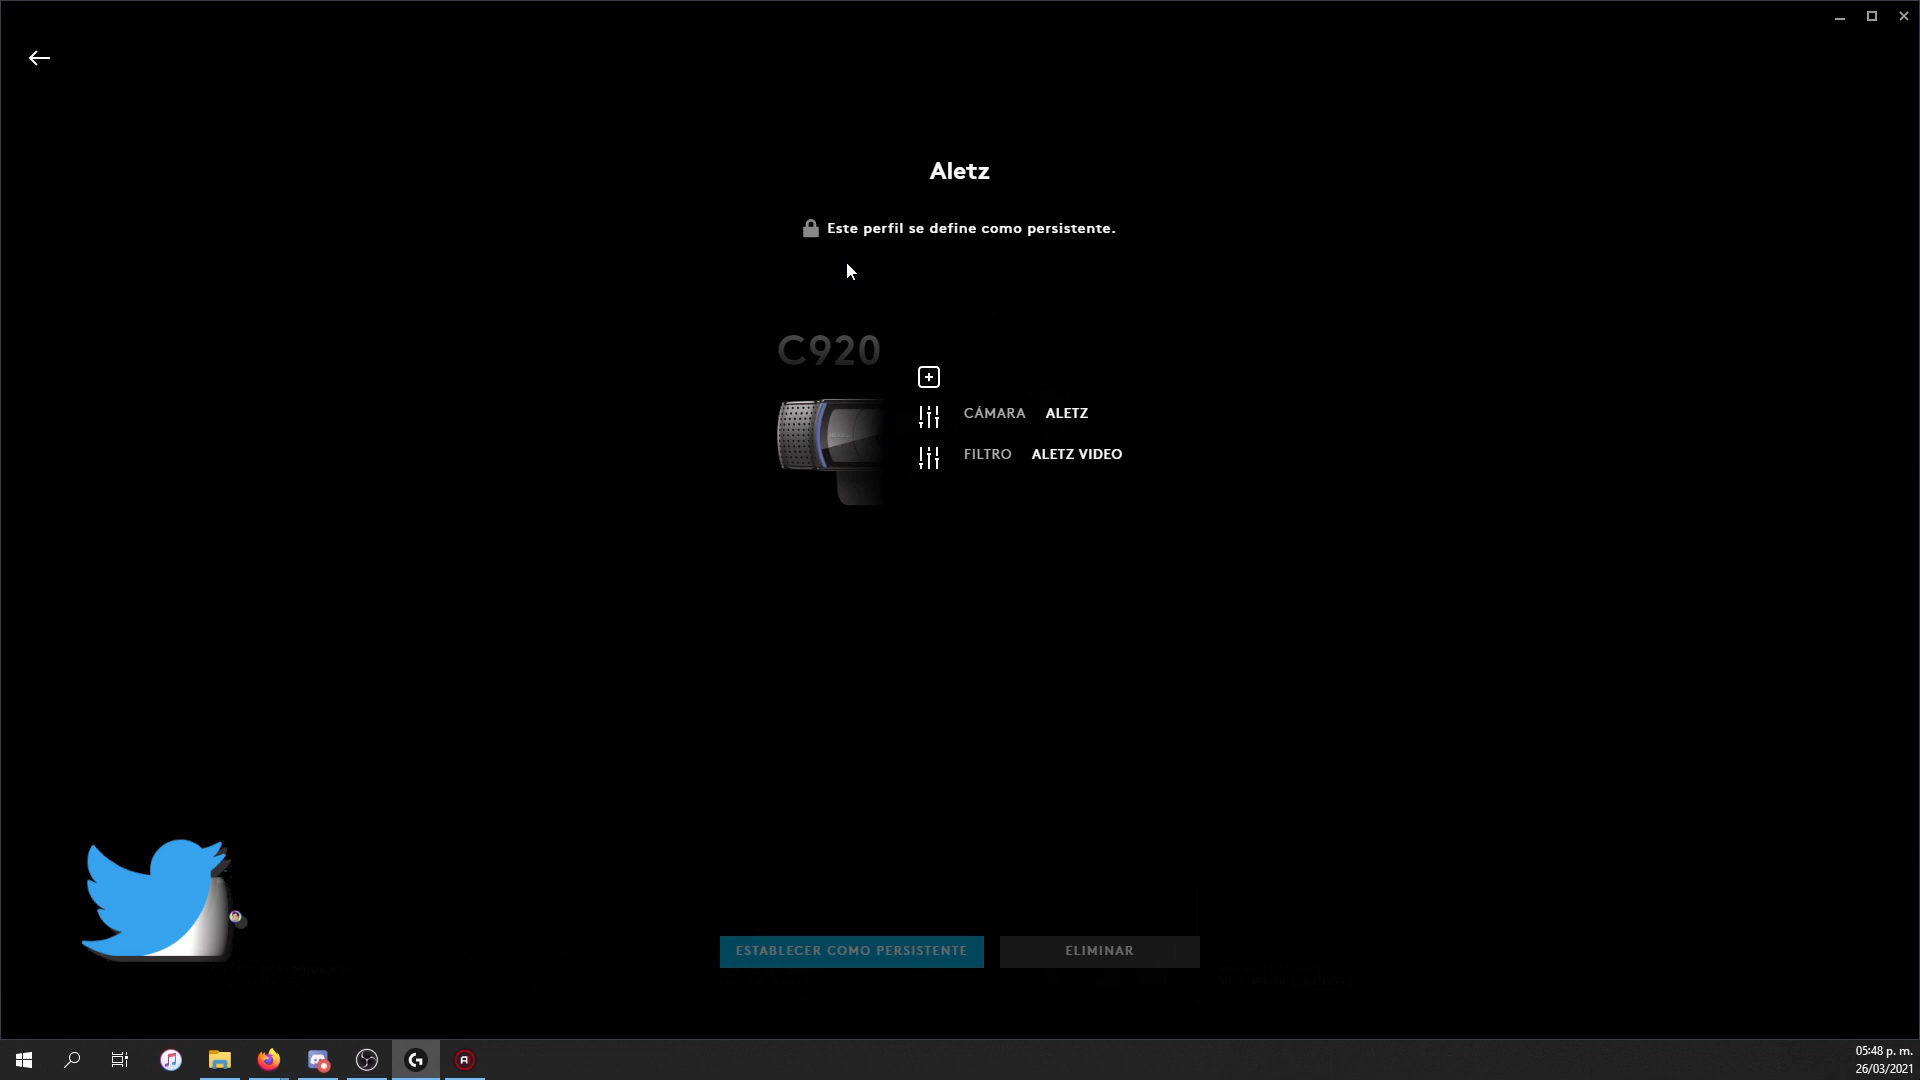 Aletz
Este perfil se define como persistente.
C920
CÁMARA ALETZ
FILTRO ALETZ VIDEO
ESTABLECER COMO PERSISTENTE
ELIMINAR
05:48 p. m.
26/03/2021